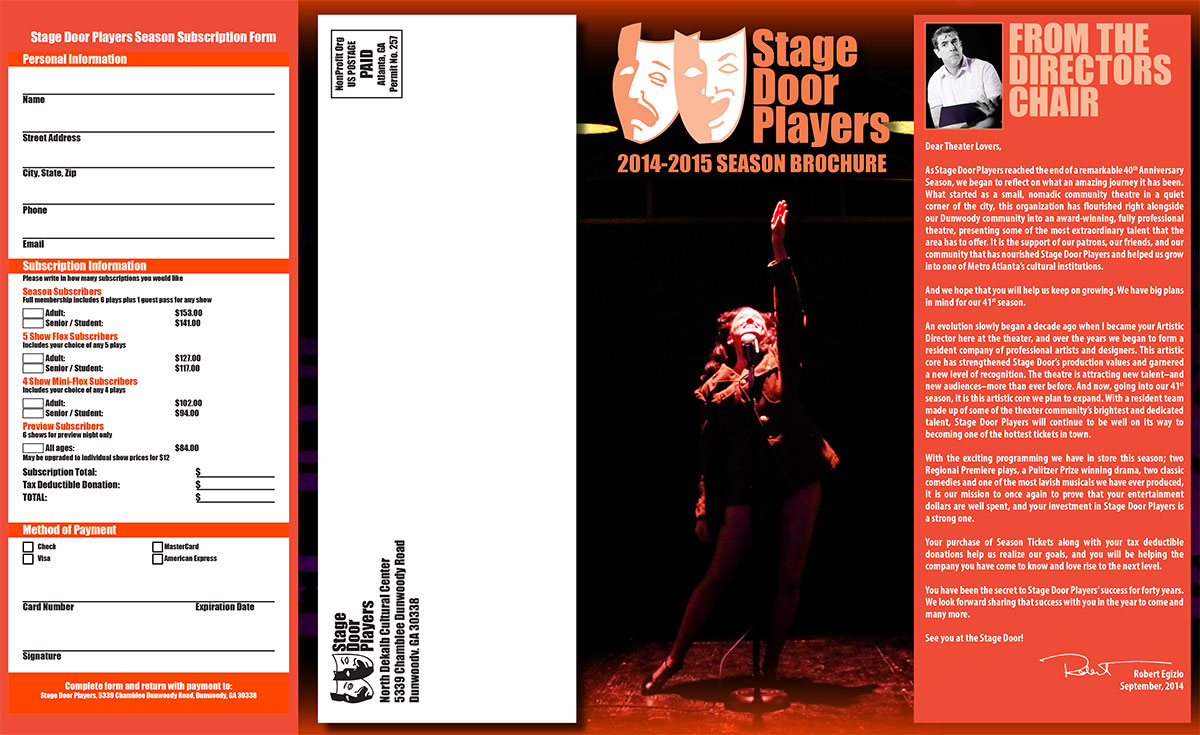 Stage Door Players Season Subscription Form
Personal Information
Name
Street Address
City, State, Zip
Phone
Email
Subscription Information
Please write in how many subscriptions you would like
Season Subscribers
Full membership includes 6 plays plus 1 guest pass for any show
Adult: $153.00
Senior / Student: $141.00
5 Show Flex Subscribers
Includes your choice of any 5 plays
Adult: $127.00
Senior / Student: $117.00
4 Show Mini-Flex Subscribers
Includes your choice of any 4 plays
Adult: $102.00
Senior / Student: $94.00
Preview Subscribers
6 shows for preview night only
All ages: $84.00
May be upgraded to individual show prices for $12
Subscription Total: $
Tax Deductible Donation: $
TOTAL: $
Method of Payment
Check MasterCard
Visa American Express
Card Number Expiration Date
Signature
Complete form and return with payment to:
Stage Door Players, 5339 Chamblee Dunwoody Road, Dunwoody, GA 30338
NonProfit Org
US POSTAGE
PAID
Atlanta, GA
Permit No. 257
Stage
Door
Players
North Dekalb Cultural Center
5339 Chamblee Dunwoody Road
Dunwoody, GA 30338
Stage
Door
Players
2014-2015 SEASON BROCHURE
FROM THE
DIRECTORS
CHAIR
Dear Theater Lovers,
As Stage Door Players reached the end of a remarkable 40th Anniversary
Season, we began to reflect on what an amazing journey it has been.
What started as a small, nomadic community theatre in a quiet
corner of the city, this organization has flourished right alongside
our Dunwoody community into an award-winning, fully professional
theatre, presenting some of the most extraordinary talent that the
area has to offer. It is the support of our patrons, our friends, and our
community that has nourished Stage Door Players and helped us grow
into one of Metro Atlanta's cultural institutions.
And we hope that you will help us keep on growing. We have big plans
in mind for our 41st season.
An evolution slowly began a decade ago when I became your Artistic
Director here at the theater, and over the years we began to form a
resident company of professional artists and designers. This artistic
core has strengthened Stage Door's production values and garnered
a new level of recognition. The theatre is attracting new talent–and
new audiences–more than ever before. And now, going into our 41st
season, it is this artistic core we plan to expand. With a resident team
made up of some of the theater community's brightest and dedicated
talent, Stage Door Players will continue to be well on its way to
becoming one of the hottest tickets in town.
With the exciting programming we have in store this season; two
Regional Premiere plays, a Pulitzer Prize winning drama, two classic
comedies and one of the most lavish musicals we have ever produced,
it is our mission to once again to prove that your entertainment
dollars are well spent, and your investment in Stage Door Players is
a strong one.
Your purchase of Season Tickets along with your tax deductible
donations help us realize our goals, and you will be helping the
company you have come to know and love rise to the next level.
You have been the secret to Stage Door Players' success for forty years.
We look forward sharing that success with you in the year to come and
many more.
See you at the Stage Door!
Robert
Robert Egizio
September, 2014